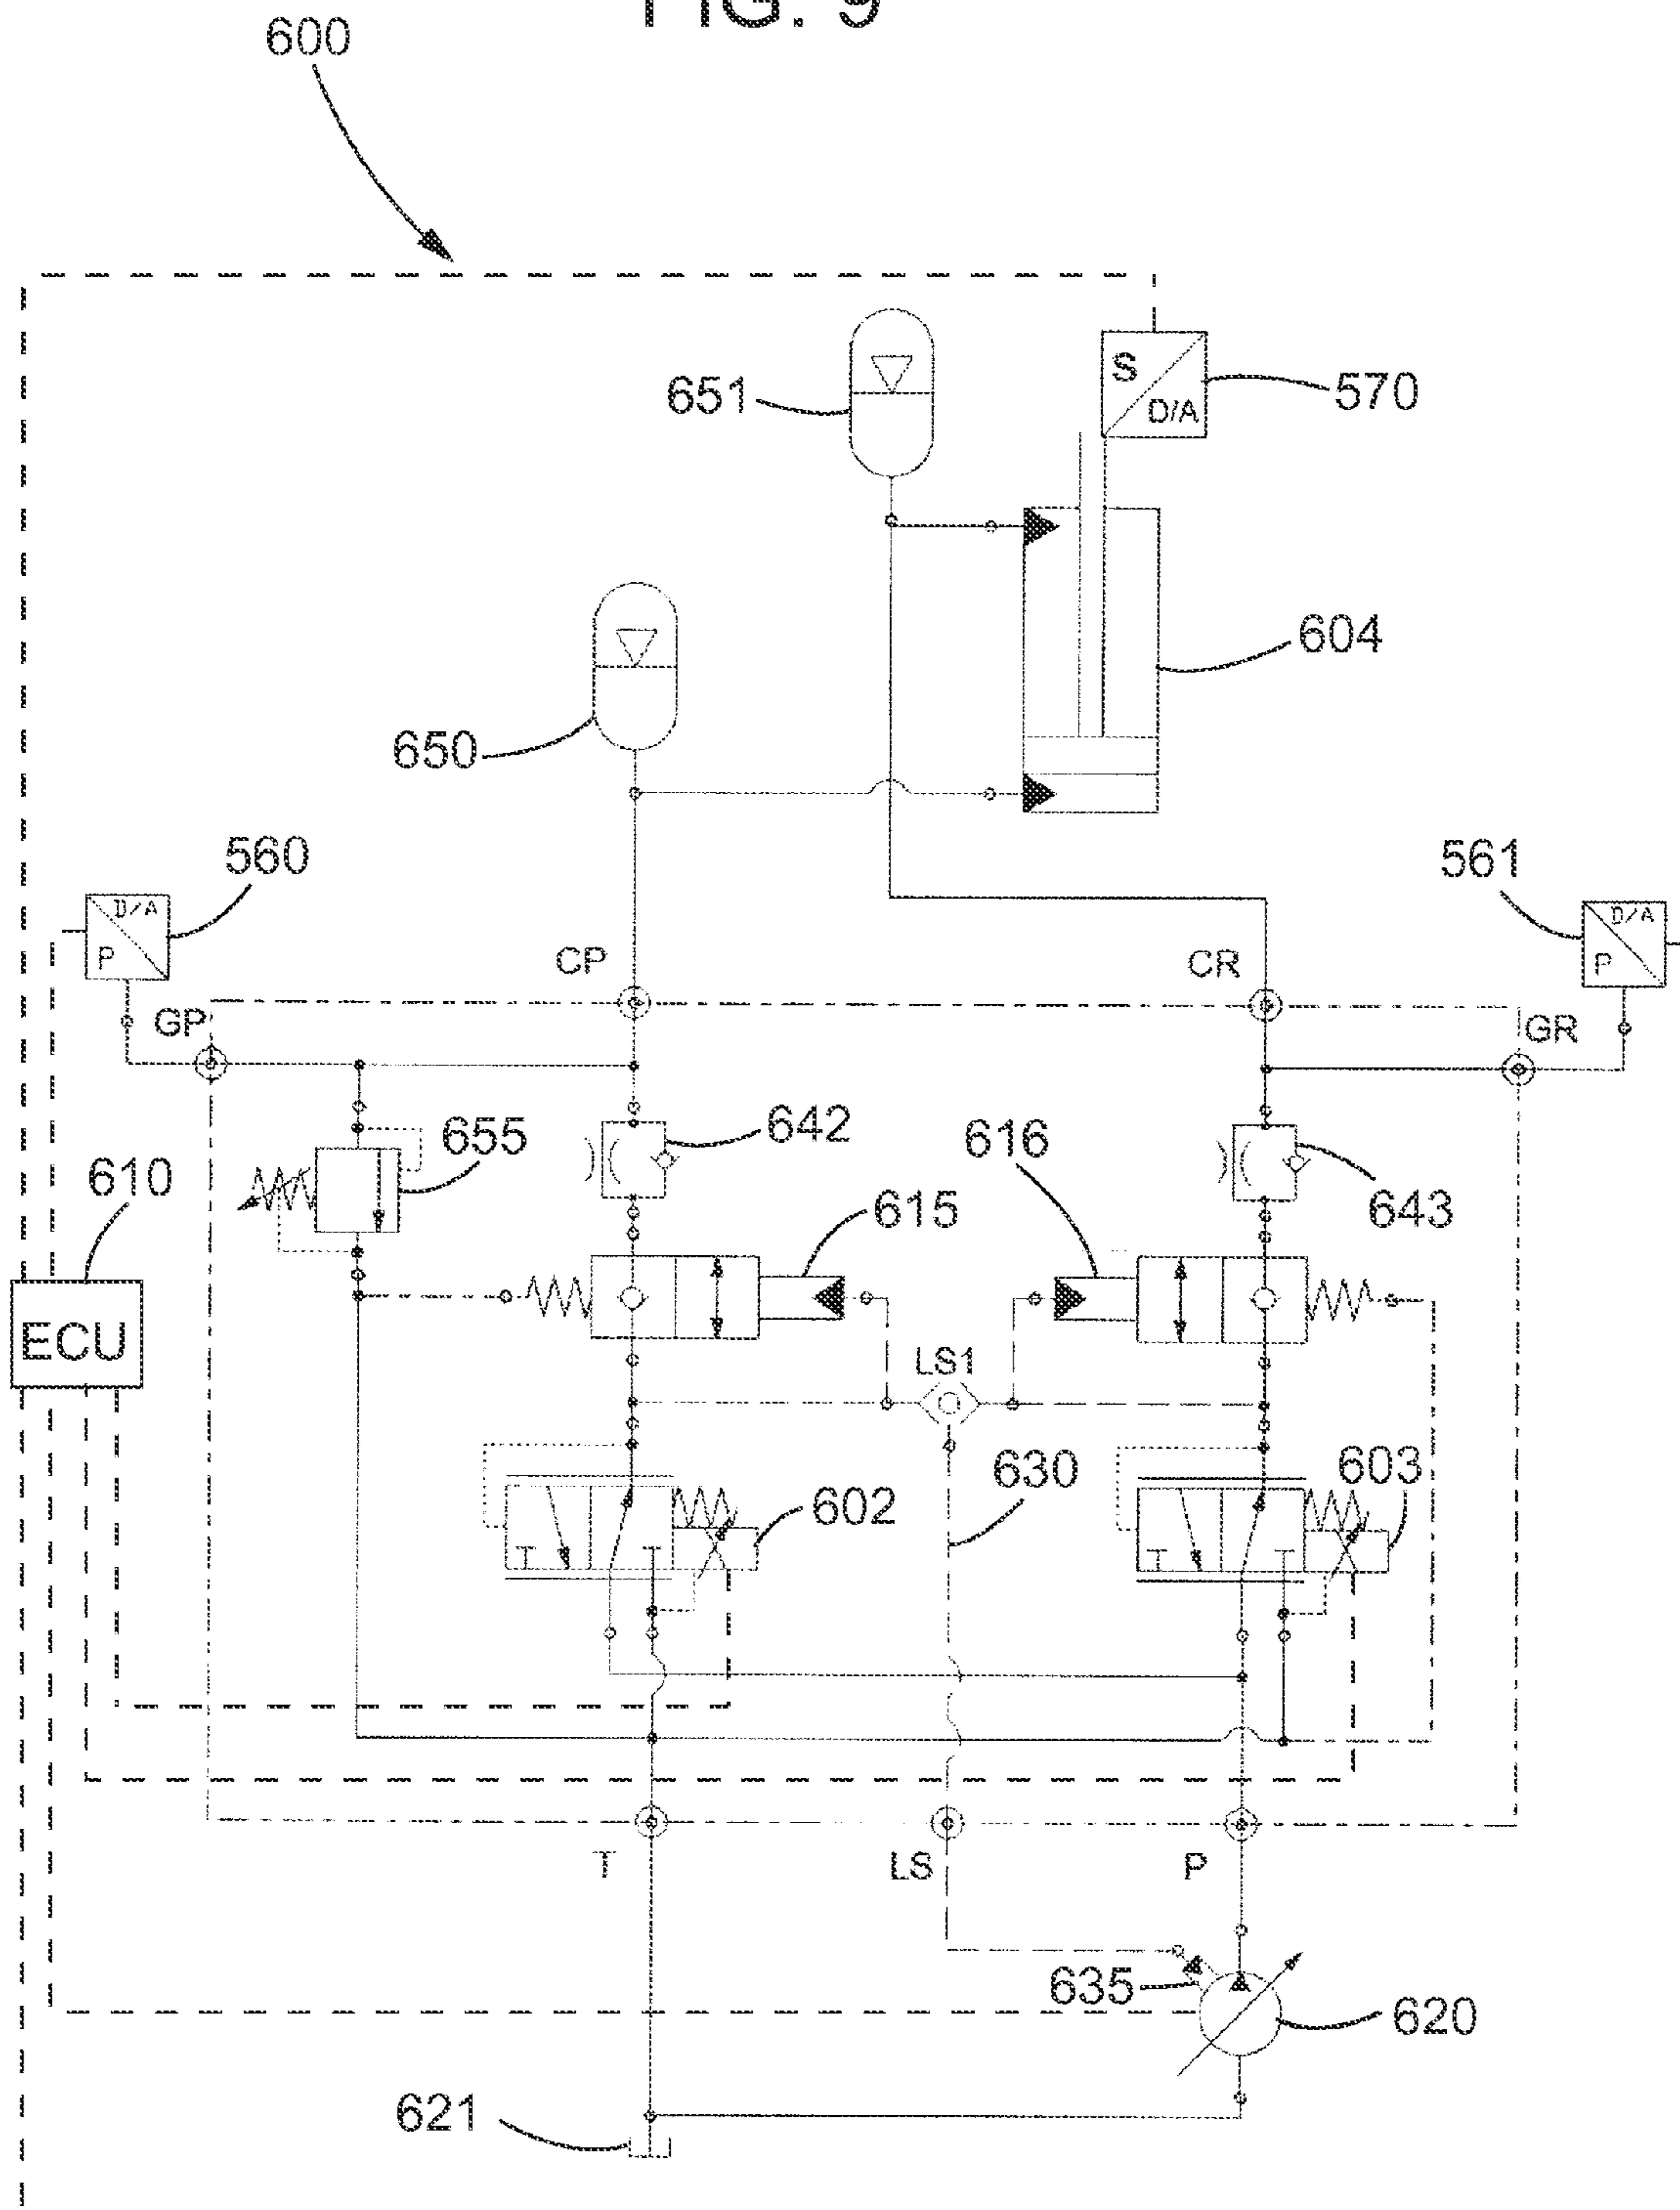 FIG. 9
600
651
S
D/A
570
604
650
560
D/A
P
561
D/A
P
CP
CR
GP
GR
655
642
616
643
610
615
ECU
LS1
630
603
602
T
LS
P
635
620
621